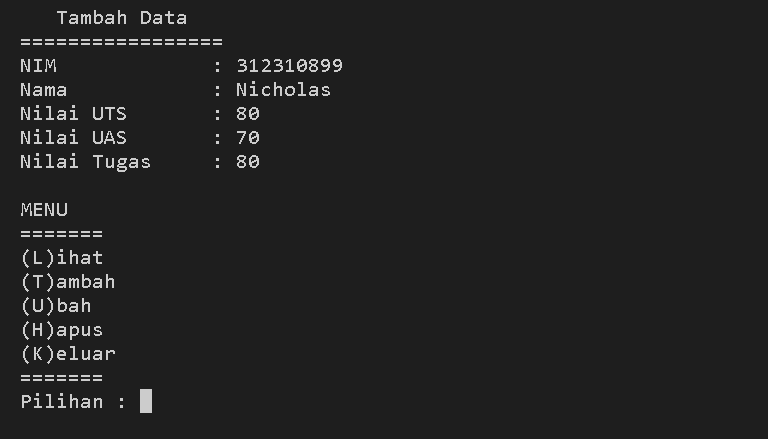 Tambah Data
=================
NIM : 312310899
Nama : Nicholas
Nilai UTS : 80
Nilai UAS : 70
Nilai Tugas : 80
MENU
=======
(L)ihat
(T)ambah
(U)bah
(H)apus
(K)eluar
=======
Pilihan :